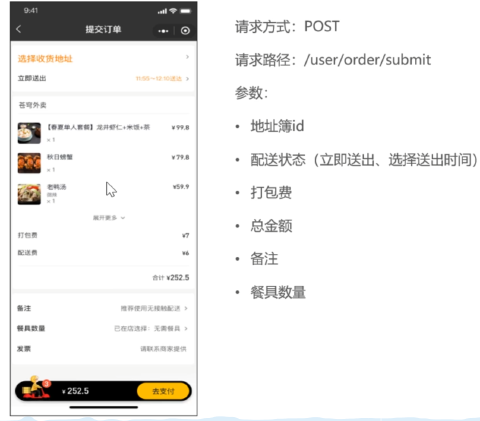 9:41
提交订单
选择收货地址
立即送出
11:55~12:10送达
苍穹外卖
【春夏单人套餐】龙井虾仁+米饭+茶
¥99.8
×1
秋日螃蟹
¥79.8
×1
老鸭汤
¥59.9
×1
展开更多
打包费
¥7
配送费
¥6
合计 ¥252.5
备注
推荐使用无接触配送
餐具数量
已在店选择：无需餐具
发票
请联系商家提供
3
¥252.5
去支付
请求方式：POST
请求路径：/user/order/submit
参数：
• 地址簿id
• 配送状态（立即送出、选择送出时间）
• 打包费
• 总金额
• 备注
• 餐具数量